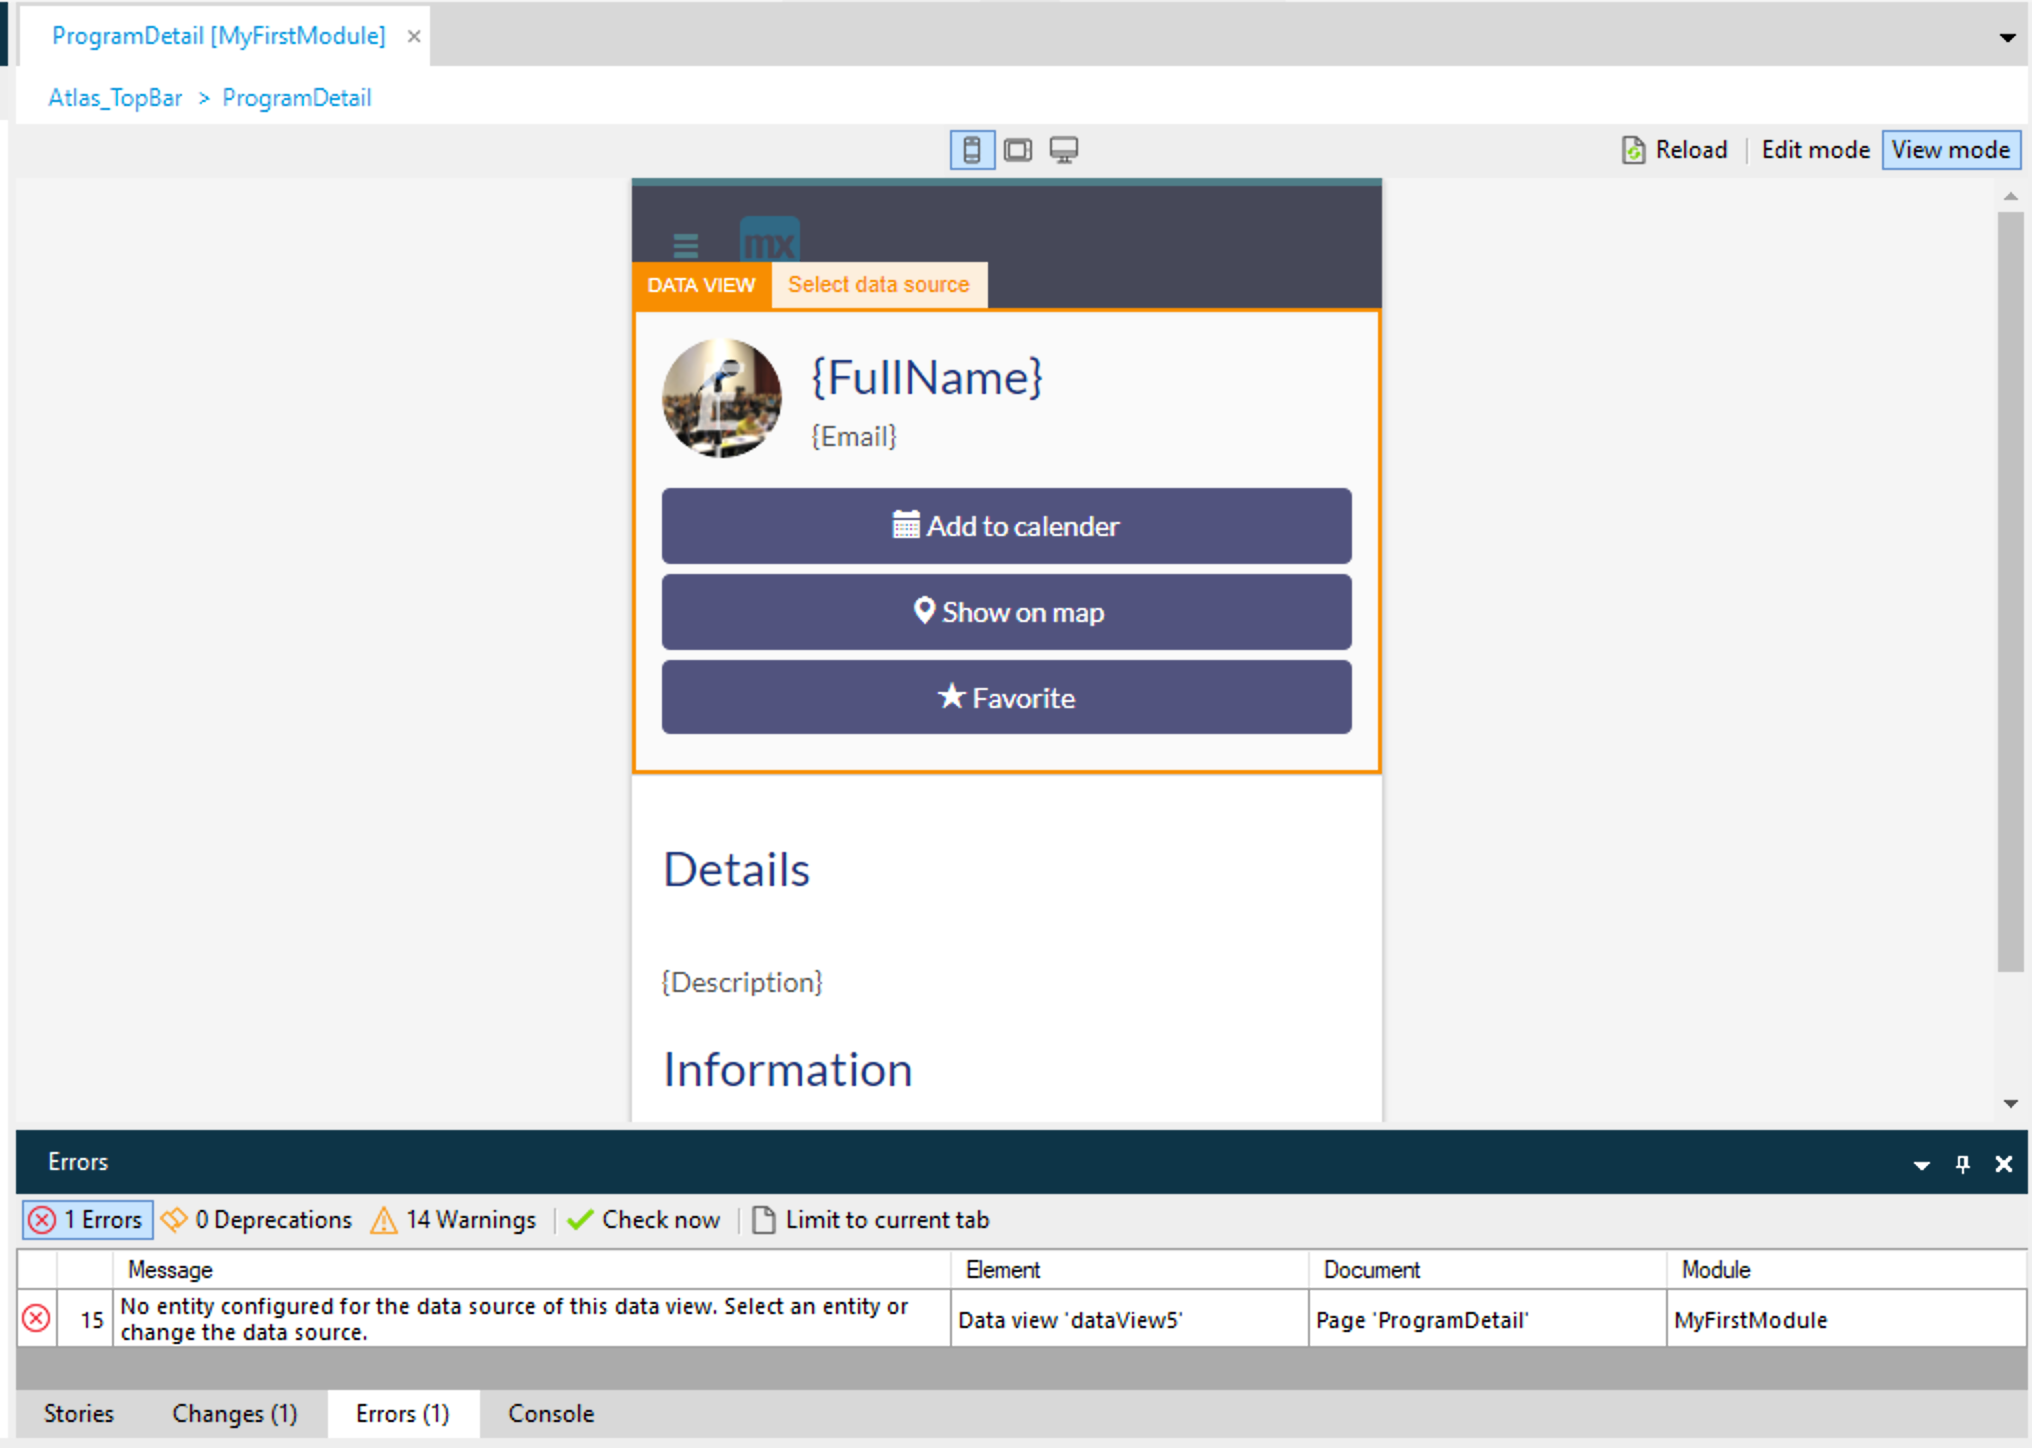 ProgramDetail [MyFirstModule] ×
Atlas_TopBar > ProgramDetail
Reload Edit mode View mode
mx
DATA VIEW Select data source
{FullName}
{Email}
Add to calender
Show on map
Favorite
Details
{Description}
Information
Errors
1 Errors 0 Deprecations 14 Warnings Check now Limit to current tab
Message Element Document Module
15 No entity configured for the data source of this data view. Select an entity or
change the data source. Data view 'dataView5' Page 'ProgramDetail' MyFirstModule
Stories Changes (1) Errors (1) Console